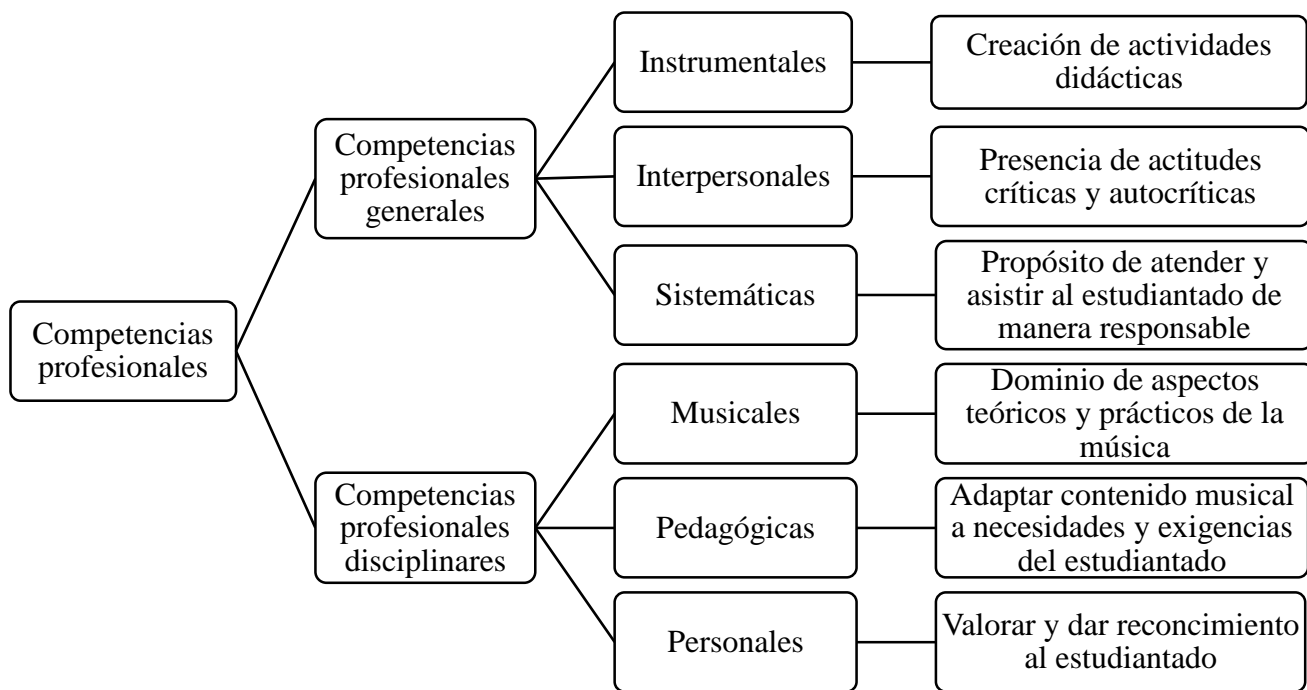 Competencias
profesionales
Competencias
profesionales
generales
Instrumentales
Creación de actividades
didácticas
Interpersonales
Presencia de actitudes
críticas y autocríticas
Sistemáticas
Propósito de atender y
asistir al estudiantado de
manera responsable
Competencias
profesionales
disciplinares
Musicales
Dominio de aspectos
teóricos y prácticos de la
música
Pedagógicas
Adaptar contenido musical
a necesidades y exigencias
del estudiantado
Personales
Valorar y dar reconcimiento
al estudiantado